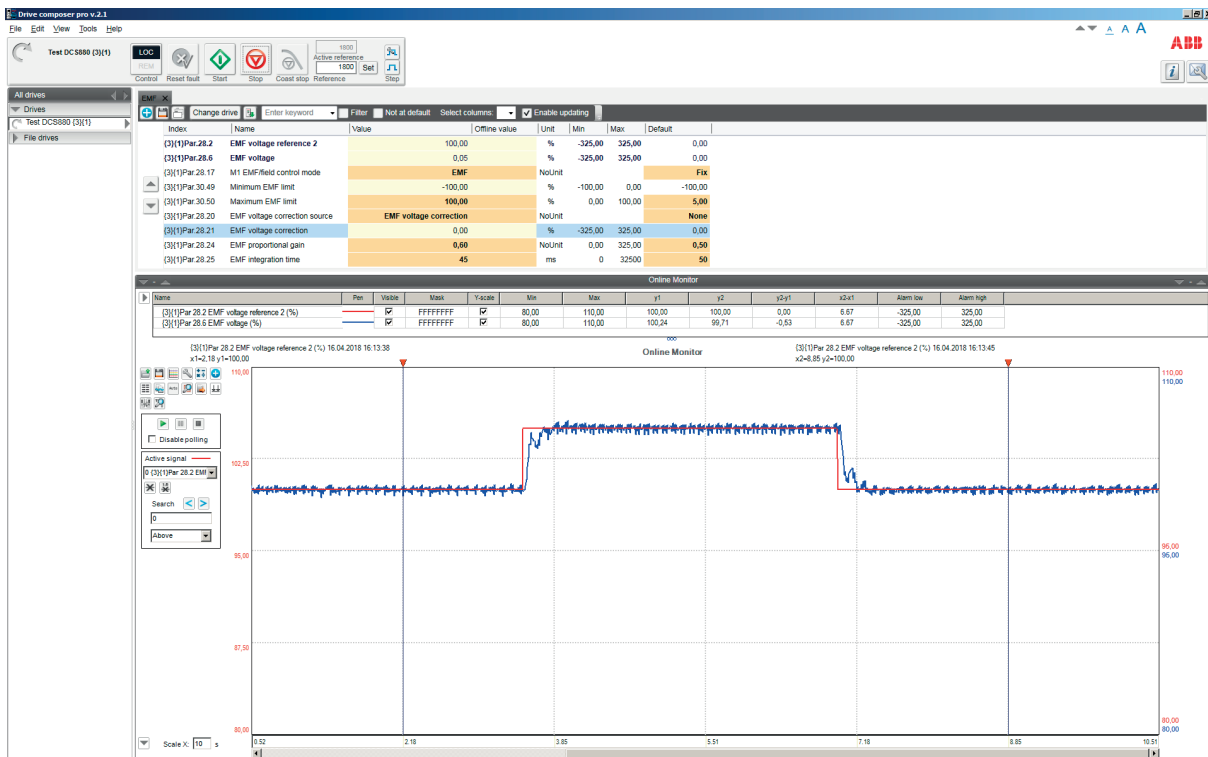 Drive composer pro v.2.1
File Edit View Tools Help
A A A
ABB
Test DCS880 {3}{1}
LOC
REM
Control Reset fault Start Stop Coast stop Reference Step
1800
Active reference
1800 Set
All drives
Drives
Test DCS880 {3}{1}
File drives
EMF X
Change drive Enter keyword Filter Not at default Select columns: Enable updating
Index Name Value Offline value Unit Min Max Default
{3}{1}Par.28.2 EMF voltage reference 2 100,00 % -325,00 325,00 0,00
{3}{1}Par.28.6 EMF voltage 0,05 % -325,00 325,00 0,00
{3}{1}Par.28.17 M1 EMF/field control mode EMF NoUnit Fix
{3}{1}Par.30.49 Minimum EMF limit -100,00 % -100,00 0,00 -100,00
{3}{1}Par.30.50 Maximum EMF limit 100,00 % 0,00 100,00 5,00
{3}{1}Par.28.20 EMF voltage correction source EMF voltage correction NoUnit None
{3}{1}Par.28.21 EMF voltage correction 0,00 % -325,00 325,00 0,00
{3}{1}Par.28.24 EMF proportional gain 0,60 NoUnit 0,00 325,00 0,50
{3}{1}Par.28.25 EMF integration time 45 ms 0 32500 50
Online Monitor
Name Pen Visible Mask Y-scale Min Max y1 y2 y2-y1 x2-x1 Alarm low Alarm high
{3}{1}Par 28.2 EMF voltage reference 2 (%) FFFFFFFF 80,00 110,00 100,00 100,00 0,00 6.67 -325,00 325,00
{3}{1}Par 28.6 EMF voltage (%) FFFFFFFF 80,00 110,00 100,24 99,71 -0,53 6.67 -325,00 325,00
{3}{1}Par 28.2 EMF voltage reference 2 (%) 16.04.2018 16:13:38
x1=2,18 y1=100,00
Online Monitor
{3}{1}Par 28.2 EMF voltage reference 2 (%) 16.04.2018 16:13:45
x2=8,85 y2=100,00
110,00
102,50
95,00
87,50
80,00
110,00
110,00
95,00
95,00
80,00
80,00
Auto
Disable polling
Active signal
0 {3}{1}Par 28.2 EMF
Search < >
0
Above
Scale X: 10 s
0.52 2.18 3.85 5.51 7.18 8.85 10.51